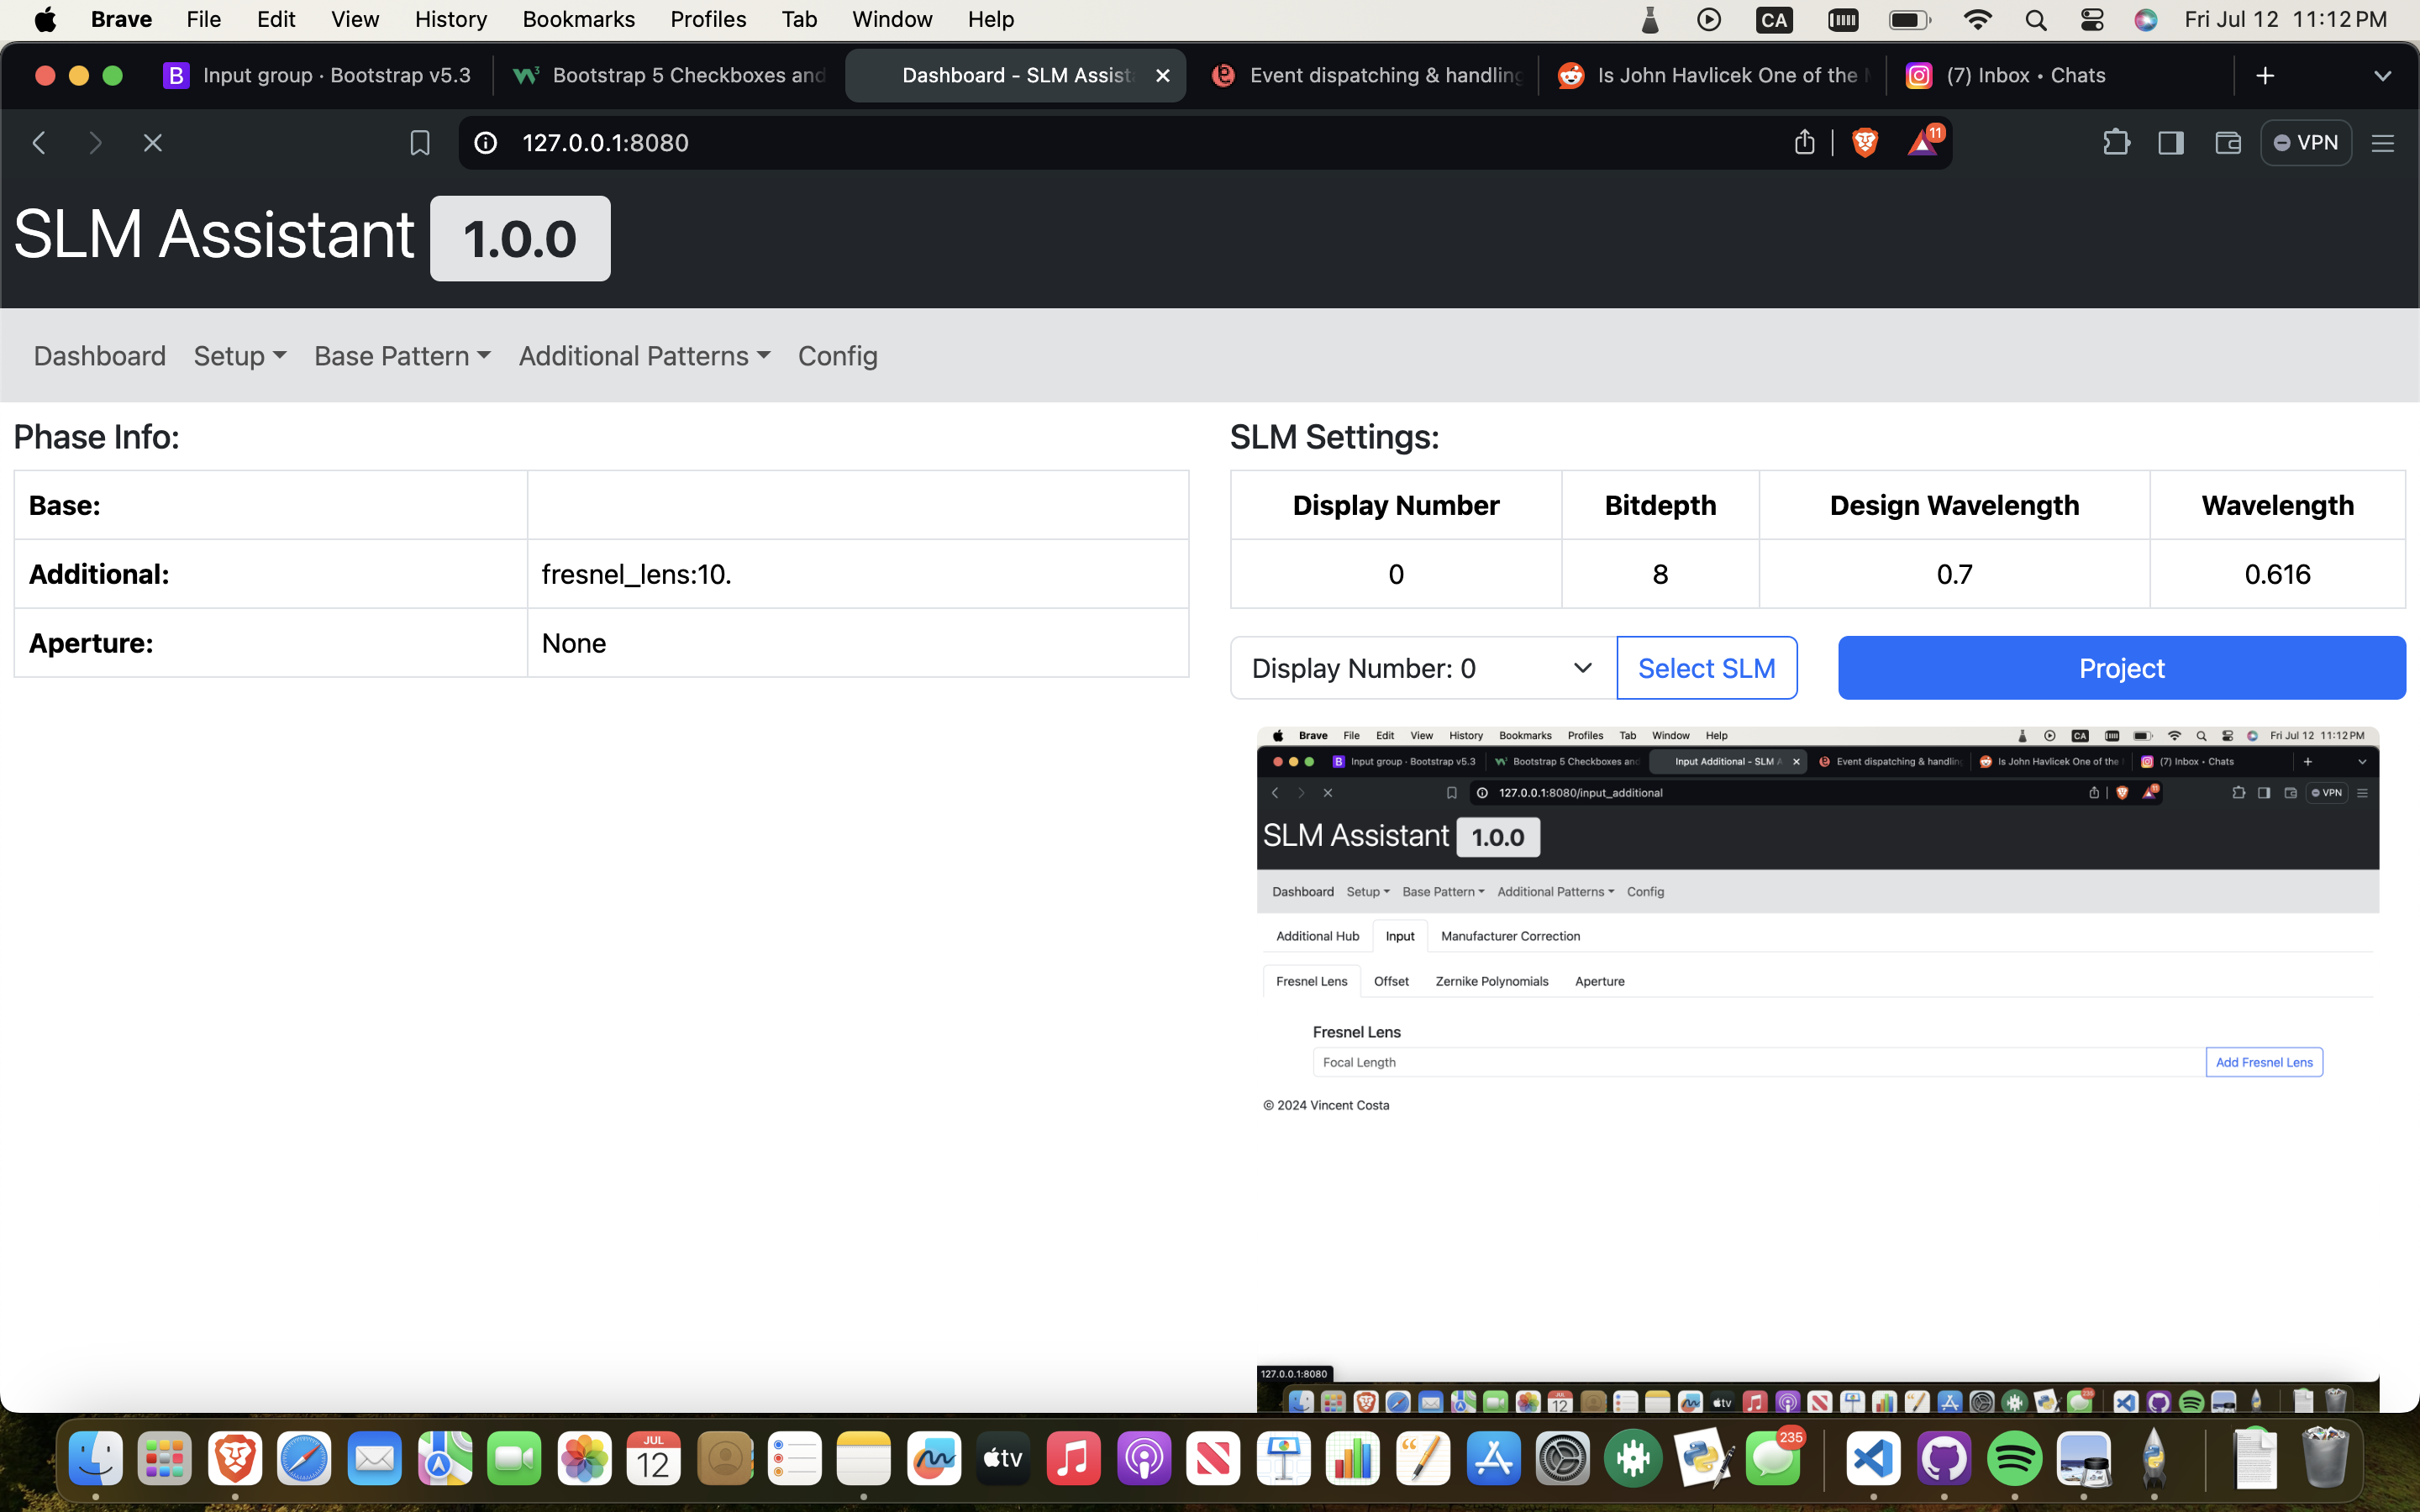 Brave File Edit View History Bookmarks Profiles Tab Window Help CA Fri Jul 12 11:12 PM
B Input group · Bootstrap v5.3 Bootstrap 5 Checkboxes and Dashboard - SLM Assist Event dispatching & handling Is John Havlicek One of the (7) Inbox • Chats
127.0.0.1:8080 11 VPN
SLM Assistant 1.0.0
Dashboard Setup Base Pattern Additional Patterns Config
Phase Info:
Base:
Additional: fresnel_lens:10.
Aperture: None
SLM Settings:
Display Number Bitdepth Design Wavelength Wavelength
0 8 0.7 0.616
Display Number: 0 Select SLM Project
Brave File Edit View History Bookmarks Profiles Tab Window Help CA Fri Jul 12 11:12 PM
B Input group · Bootstrap v5.3 Bootstrap 5 Checkboxes and Input Additional - SLM Event dispatching & handling Is John Havlicek One of the (7) Inbox • Chats
127.0.0.1:8080/input_additional VPN
SLM Assistant 1.0.0
Dashboard Setup Base Pattern Additional Patterns Config
Additional Hub Input Manufacturer Correction
Fresnel Lens Offset Zernike Polynomials Aperture
Fresnel Lens
Focal Length Add Fresnel Lens
© 2024 Vincent Costa
127.0.0.1:8080
12 tv
JUL 12 tv 235